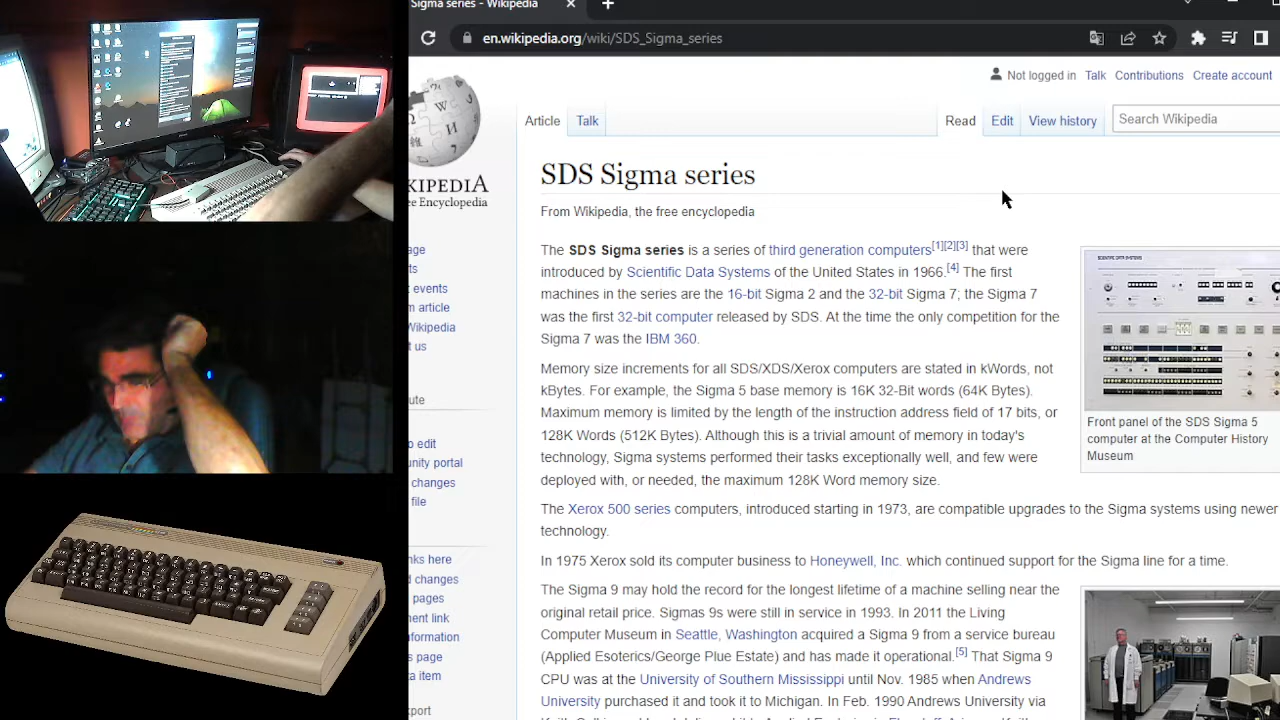 Sigma series - Wikipedia
en.wikipedia.org/wiki/SDS_Sigma_series
Not logged in Talk Contributions Create account
Article Talk Read Edit View history Search Wikipedia
KIPEDIA
ee Encyclopedia
SDS Sigma series
From Wikipedia, the free encyclopedia
The SDS Sigma series is a series of third generation computers[1][2][3] that were
introduced by Scientific Data Systems of the United States in 1966.[4] The first
machines in the series are the 16-bit Sigma 2 and the 32-bit Sigma 7; the Sigma 7
was the first 32-bit computer released by SDS. At the time the only competition for the
Sigma 7 was the IBM 360.
Memory size increments for all SDS/XDS/Xerox computers are stated in kWords, not
kBytes. For example, the Sigma 5 base memory is 16K 32-Bit words (64K Bytes).
Maximum memory is limited by the length of the instruction address field of 17 bits, or
128K Words (512K Bytes). Although this is a trivial amount of memory in today's
technology, Sigma systems performed their tasks exceptionally well, and few were
deployed with, or needed, the maximum 128K Word memory size.
The Xerox 500 series computers, introduced starting in 1973, are compatible upgrades to the Sigma systems using newer
technology.
In 1975 Xerox sold its computer business to Honeywell, Inc. which continued support for the Sigma line for a time.
The Sigma 9 may hold the record for the longest lifetime of a machine selling near the
original retail price. Sigmas 9s were still in service in 1993. In 2011 the Living
Computer Museum in Seattle, Washington acquired a Sigma 9 from a service bureau
(Applied Esoterics/George Plue Estate) and has made it operational.[5] That Sigma 9
CPU was at the University of Southern Mississippi until Nov. 1985 when Andrews
University purchased it and took it to Michigan. In Feb. 1990 Andrews University via
SCIENTIFIC DATA SYSTEMS
Front panel of the SDS Sigma 5
computer at the Computer History
Museum
age
ts
t events
m article
Wikipedia
t us
ute
o edit
unity portal
changes
file
nks here
d changes
pages
ent link
nformation
s page
a item
xport